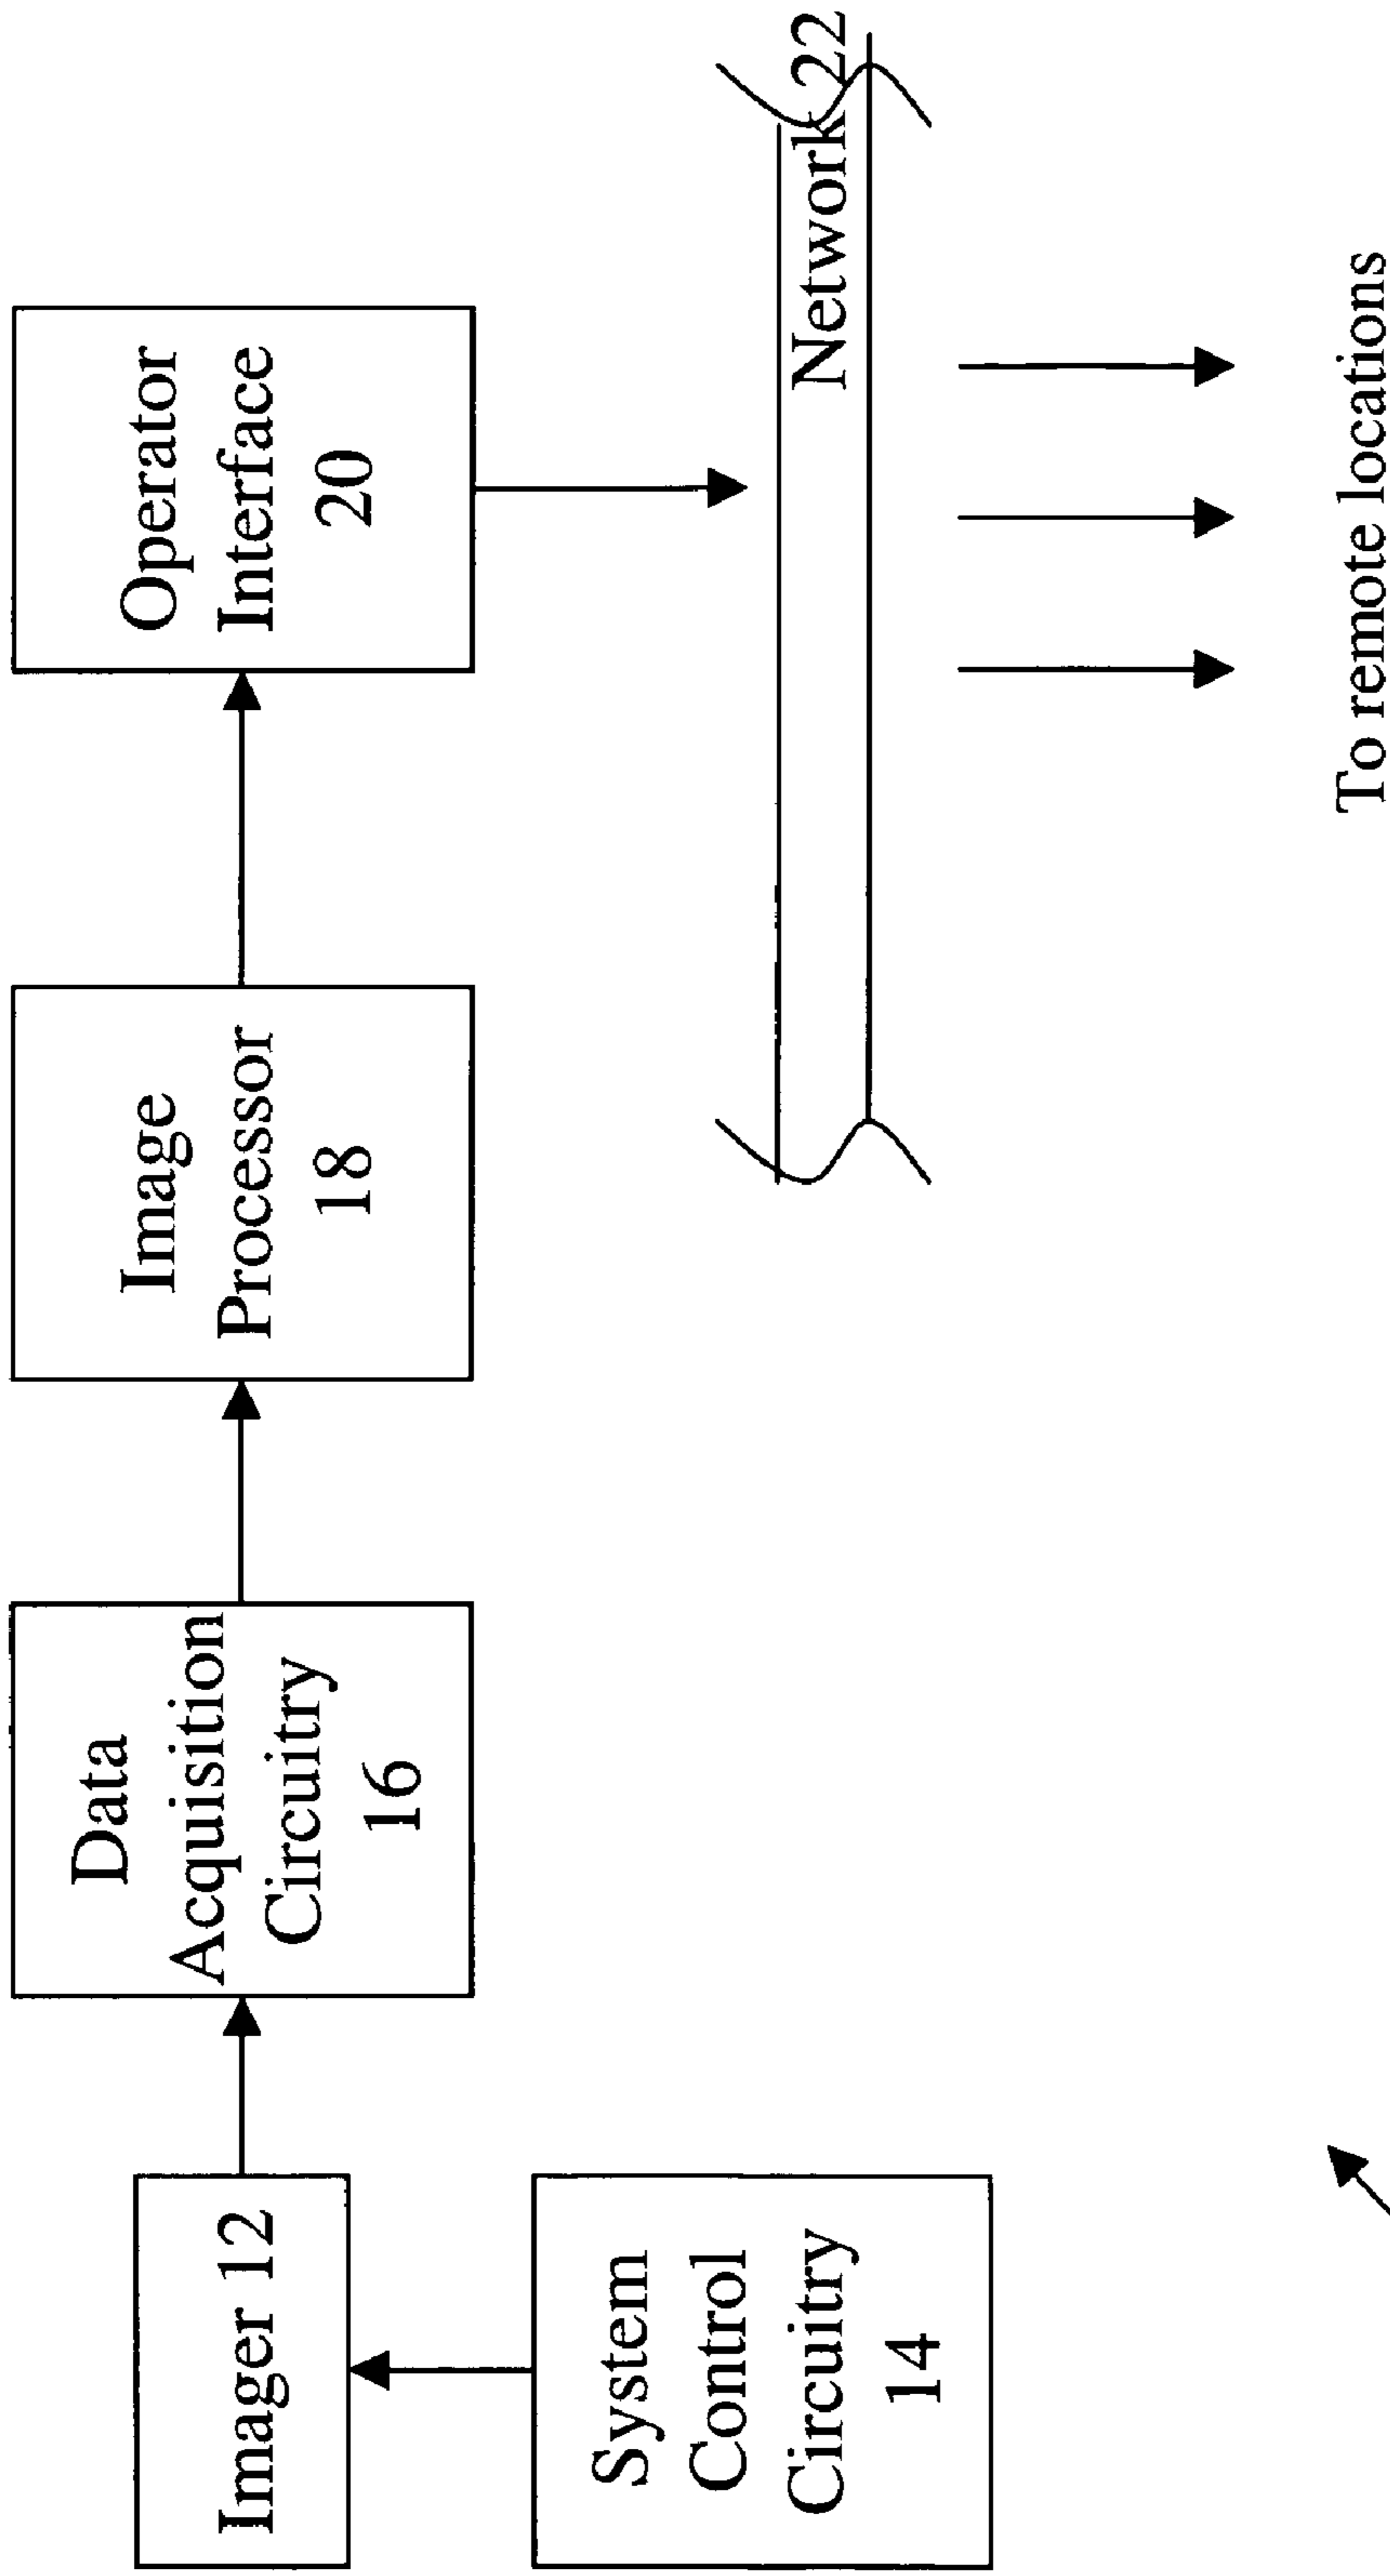 Imager 12
System
Control
Circuitry
14
Data
Acquisition
Circuitry
16
Image
Processor
18
Operator
Interface
20
Network 22
To remote locations